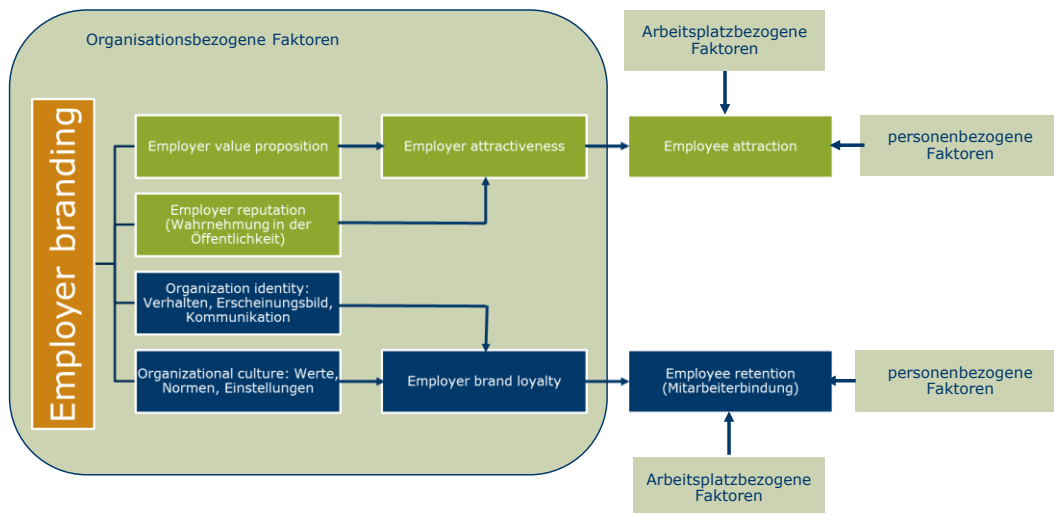 Organisationsbezogene Faktoren
Arbeitsplatzbezogene
Faktoren
Employer branding
Employer value proposition
Employer attractiveness
Employee attraction
personenbezogene
Faktoren
Employer reputation
(Wahrnehmung in der
Öffentlichkeit)
Organization identity:
Verhalten, Erscheinungsbild,
Kommunikation
Organizational culture: Werte,
Normen, Einstellungen
Employer brand loyalty
Employee retention
(Mitarbeiterbindung)
personenbezogene
Faktoren
Arbeitsplatzbezogene
Faktoren